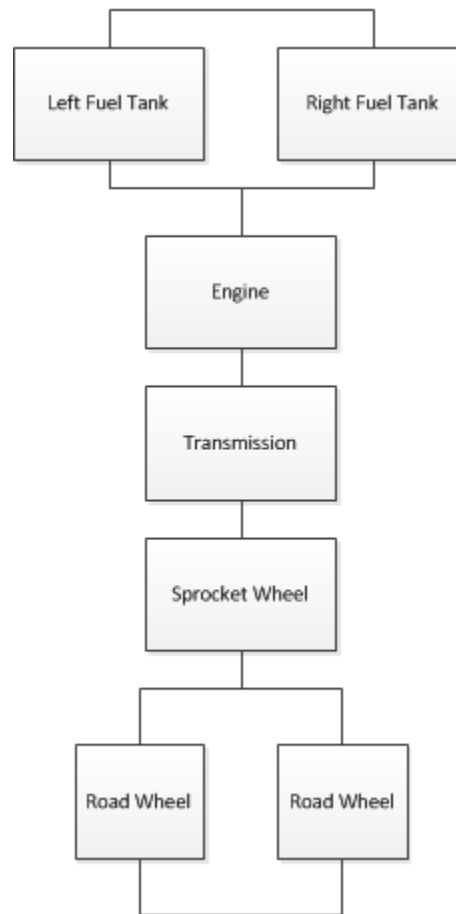 Left Fuel Tank
Right Fuel Tank
Engine
Transmission
Sprocket Wheel
Road Wheel
Road Wheel